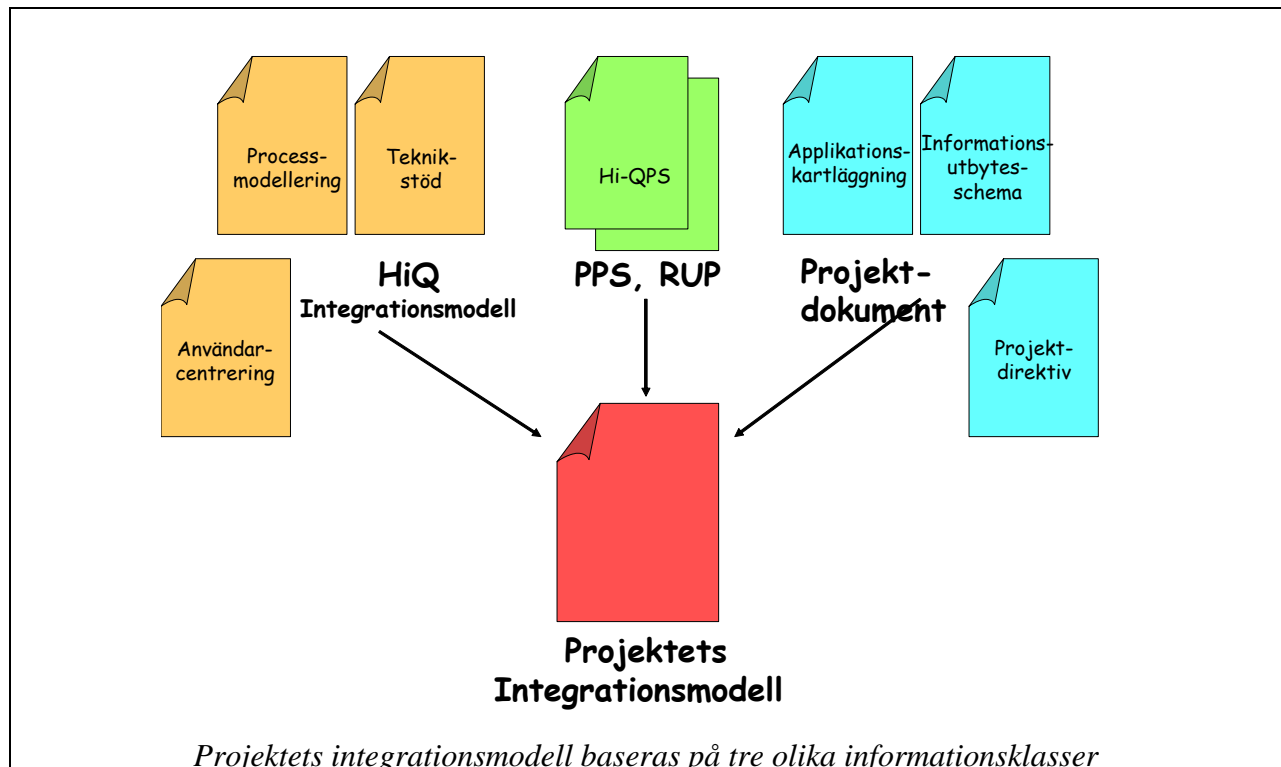 Process-
modellering
Teknik-
stöd
Hi-QPS
Applikations-
kartläggning
Informations-
utbytes-
schema
HiQ
Integrationsmodell
PPS, RUP
Projekt-
dokument
Användar-
centrering
Projekt-
direktiv
Projektets
Integrationsmodell
Projektets integrationsmodell baseras på tre olika informationsklasser